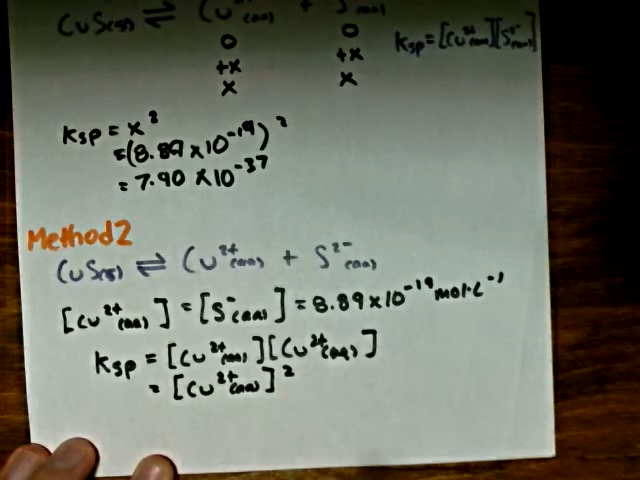 CuS(s) ⇌ Cu²⁺(aq) + S²⁻(aq)
0 0
+x +x
x x
Ksp = [Cu²⁺(aq)][S²⁻(aq)]
Ksp = x²
= (8.89 x 10⁻¹⁹)²
= 7.90 x 10⁻³⁷
Method 2
CuS(s) ⇌ Cu²⁺(aq) + S²⁻(aq)
[Cu²⁺(aq)] = [S⁻(aq)] = 8.89 x 10⁻¹⁹ mol·L⁻¹
Ksp = [Cu²⁺(aq)][Cu²⁺(aq)]
= [Cu²⁺(aq)]²